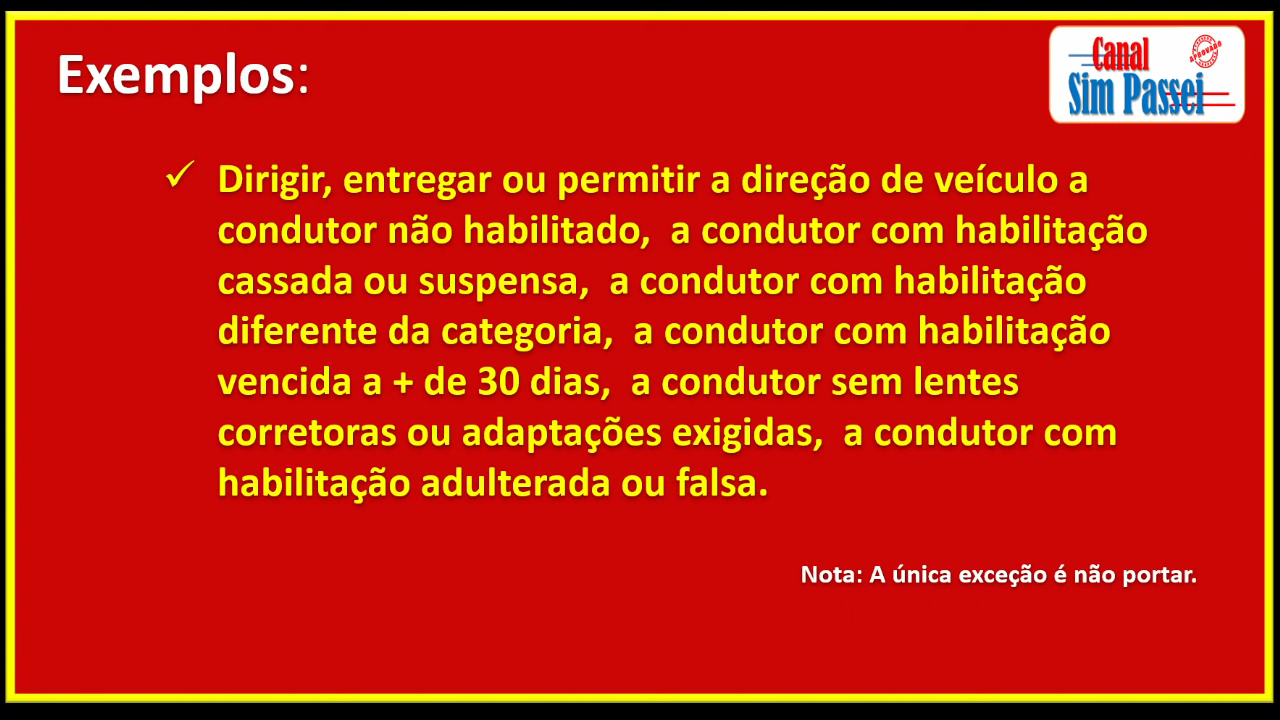 Exemplos:
Canal
Sim Passei
APROVADO
✓ Dirigir, entregar ou permitir a direção de veículo a
condutor não habilitado, a condutor com habilitação
cassada ou suspensa, a condutor com habilitação
diferente da categoria, a condutor com habilitação
vencida a + de 30 dias, a condutor sem lentes
corretoras ou adaptações exigidas, a condutor com
habilitação adulterada ou falsa.
Nota: A única exceção é não portar.